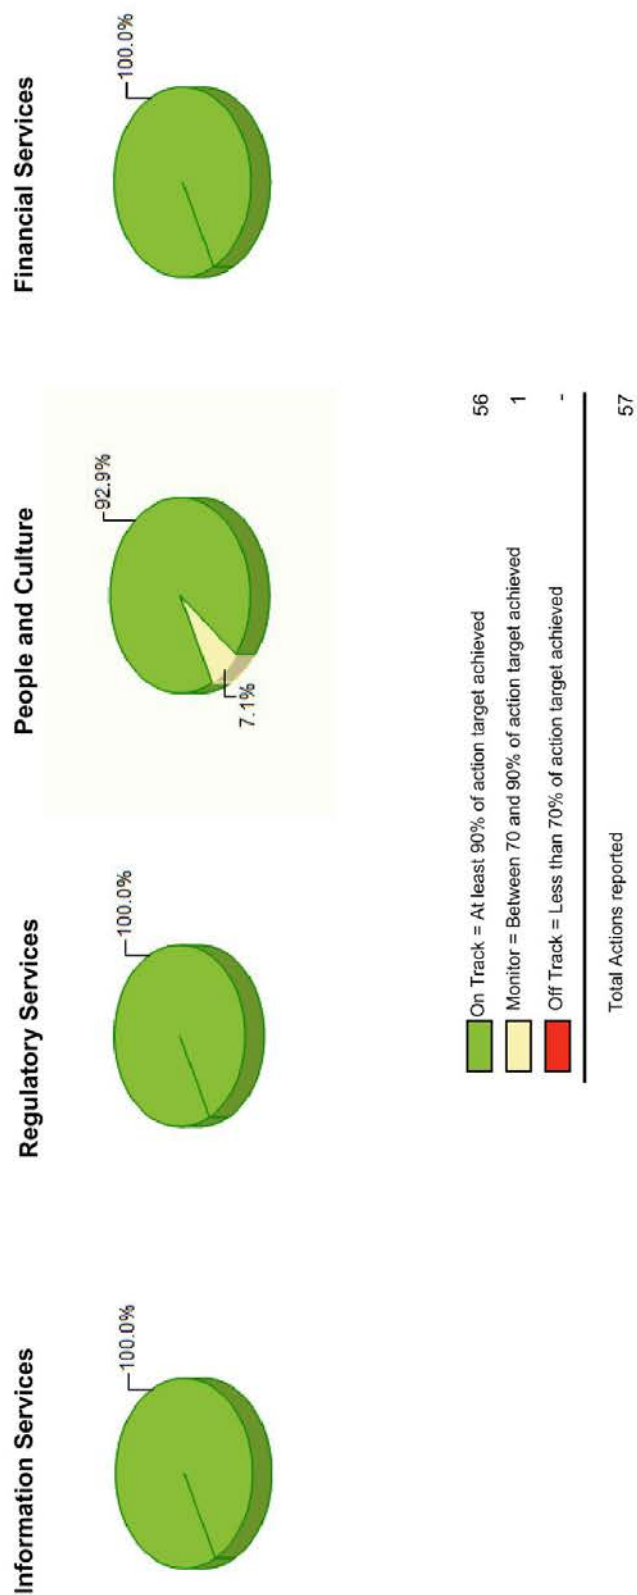 Information Services
100.0%
Regulatory Services
100.0%
People and Culture
92.9%
7.1%
Financial Services
100.0%
On Track = At least 90% of action target achieved 56
Monitor = Between 70 and 90% of action target achieved 1
Off Track = Less than 70% of action target achieved -
Total Actions reported 57